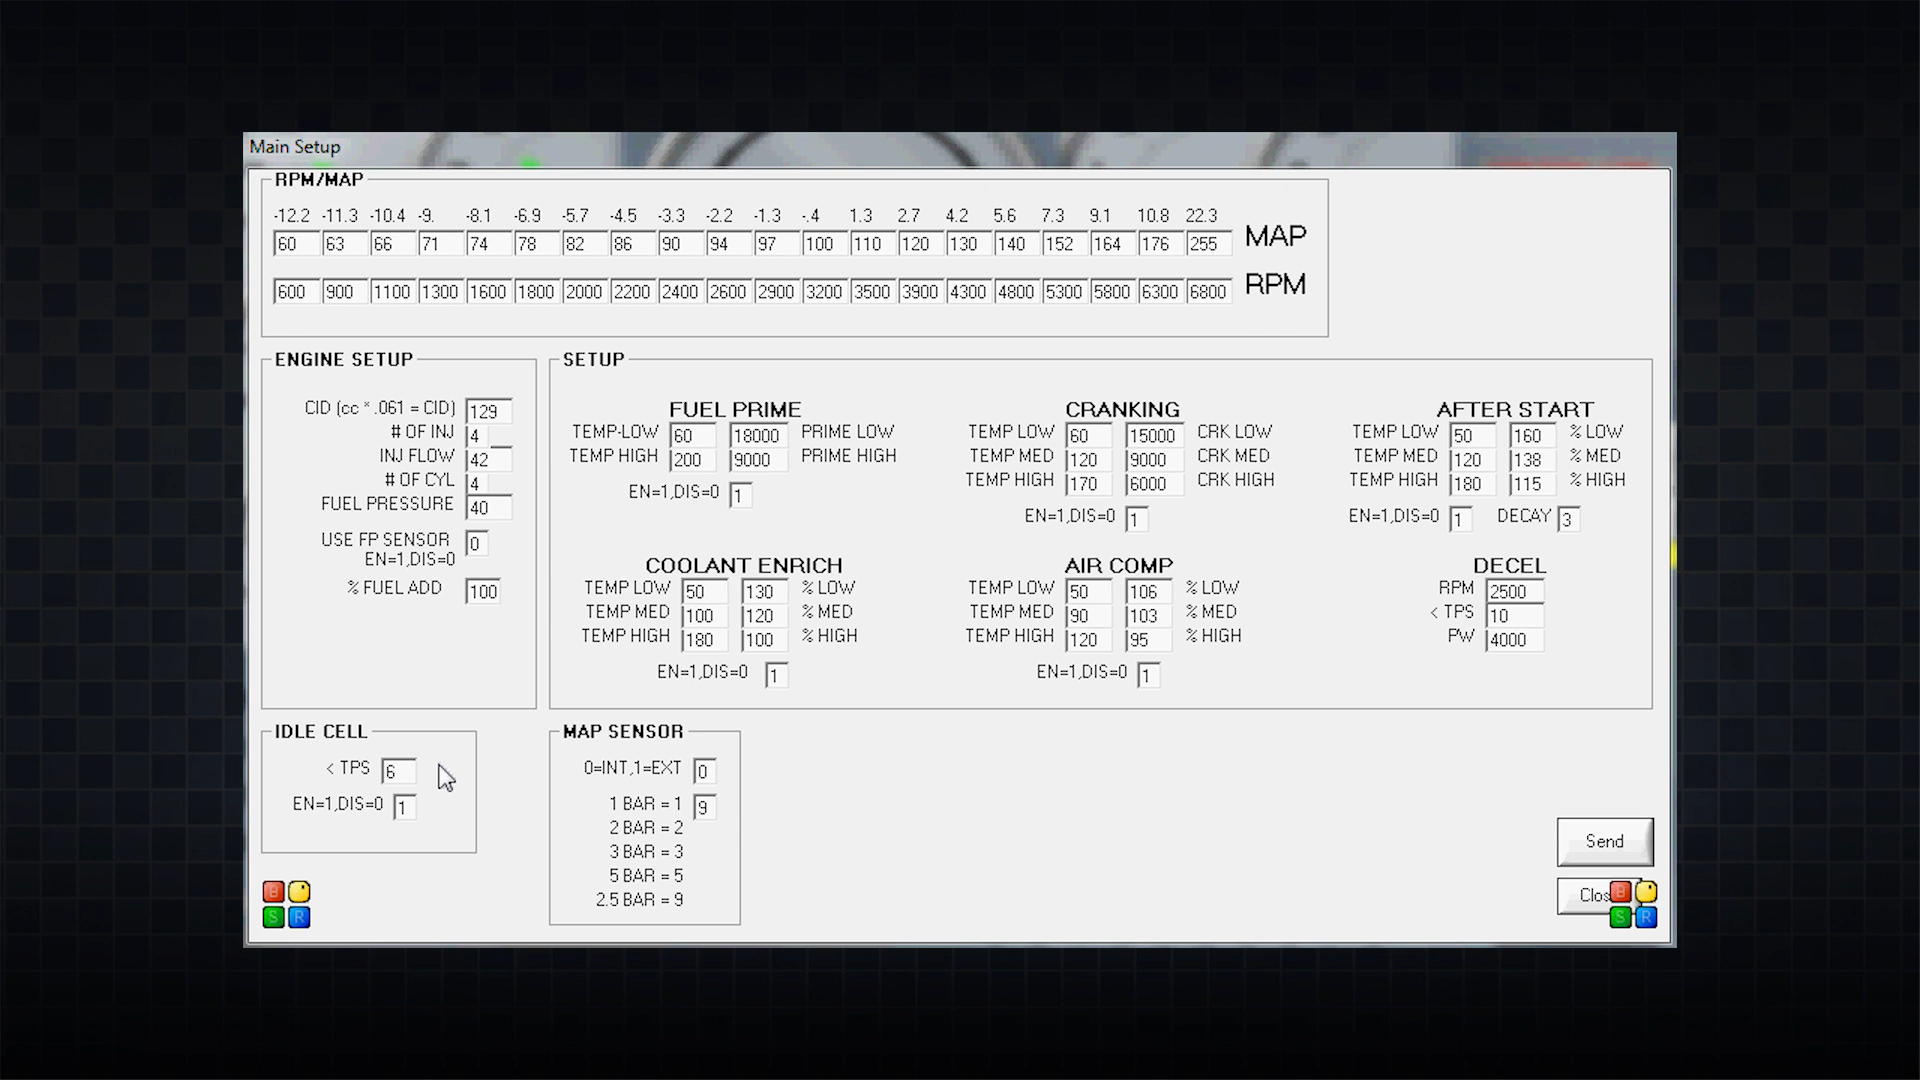 Main Setup
RPM/MAP
-12.2 -11.3 -10.4 -9. -8.1 -6.9 -5.7 -4.5 -3.3 -2.2 -1.3 -.4 1.3 2.7 4.2 5.6 7.3 9.1 10.8 22.3
60 63 66 71 74 78 82 86 90 94 97 100 110 120 130 140 152 164 176 255 MAP
600 900 1100 1300 1600 1800 2000 2200 2400 2600 2900 3200 3500 3900 4300 4800 5300 5800 6300 6800 RPM
ENGINE SETUP
CID (cc * .061 = CID) 129
# OF INJ 4
INJ FLOW 42
# OF CYL 4
FUEL PRESSURE 40
USE FP SENSOR
EN=1,DIS=0 0
% FUEL ADD 100
SETUP
FUEL PRIME
TEMP-LOW 60 18000 PRIME LOW
TEMP HIGH 200 9000 PRIME HIGH
EN=1,DIS=0 1
CRANKING
TEMP LOW 60 15000 CRK LOW
TEMP MED 120 9000 CRK MED
TEMP HIGH 170 6000 CRK HIGH
EN=1,DIS=0 1
AFTER START
TEMP LOW 50 160 % LOW
TEMP MED 120 138 % MED
TEMP HIGH 180 115 % HIGH
EN=1,DIS=0 1 DECAY 3
COOLANT ENRICH
TEMP LOW 50 130 % LOW
TEMP MED 100 120 % MED
TEMP HIGH 180 100 % HIGH
EN=1,DIS=0 1
AIR COMP
TEMP LOW 50 106 % LOW
TEMP MED 90 103 % MED
TEMP HIGH 120 95 % HIGH
EN=1,DIS=0 1
DECEL
RPM 2500
< TPS 10
PW 4000
IDLE CELL
< TPS 6
EN=1,DIS=0 1
MAP SENSOR
0=INT,1=EXT 0
1 BAR = 1 9
2 BAR = 2
3 BAR = 3
5 BAR = 5
2.5 BAR = 9
Send
Clos
B
S R
B
S R